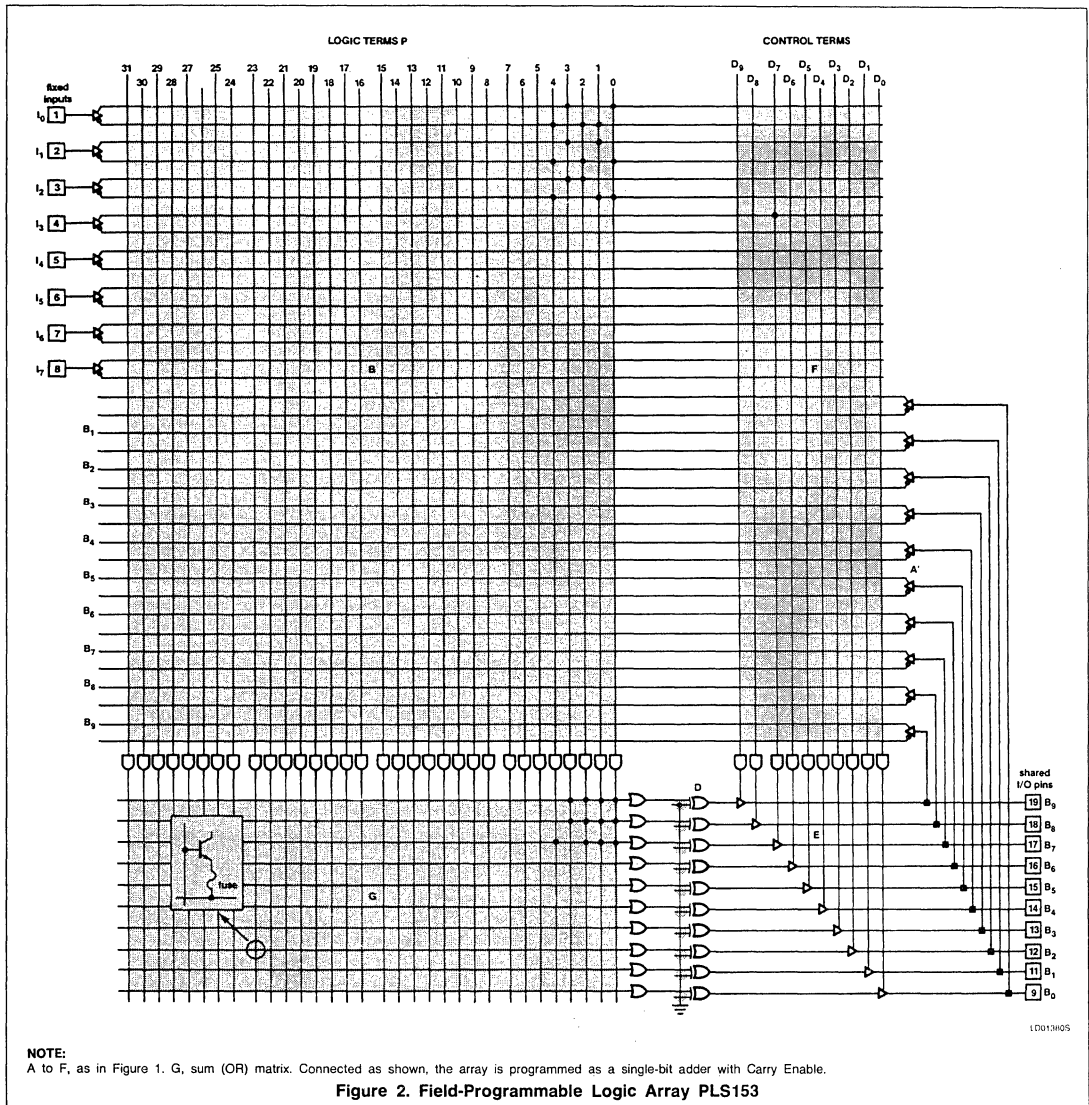 LOGIC TERMS P
CONTROL TERMS
31 30 29 28 27 26 25 24 23 22 21 20 19 18 17 16 15 14 13 12 11 10 9 8 7 6 5 4 3 2 1 0
D9 D8 D7 D6 D5 D4 D3 D2 D1 D0
fixed
inputs
I0 1
I1 2
I2 3
I3 4
I4 5
I5 6
I6 7
I7 8
B
F
B1
B2
B3
B4
A'
B5
B6
B7
B8
B9
shared
I/O pins
D
19 B9
18 B8
E
17 B7
16 B6
fuse
15 B5
G
14 B4
13 B3
12 B2
11 B1
9 B0
LD01380S
NOTE:
A to F, as in Figure 1. G, sum (OR) matrix. Connected as shown, the array is programmed as a single-bit adder with Carry Enable.
Figure 2. Field-Programmable Logic Array PLS153